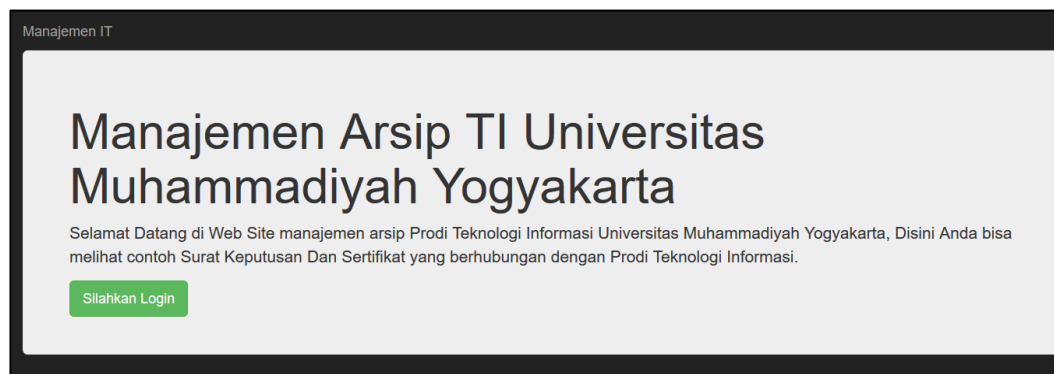 Manajemen IT
Manajemen Arsip TI Universitas
Muhammadiyah Yogyakarta
Selamat Datang di Web Site manajemen arsip Prodi Teknologi Informasi Universitas Muhammadiyah Yogyakarta, Disini Anda bisa
melihat contoh Surat Keputusan Dan Sertifikat yang berhubungan dengan Prodi Teknologi Informasi.
Silahkan Login